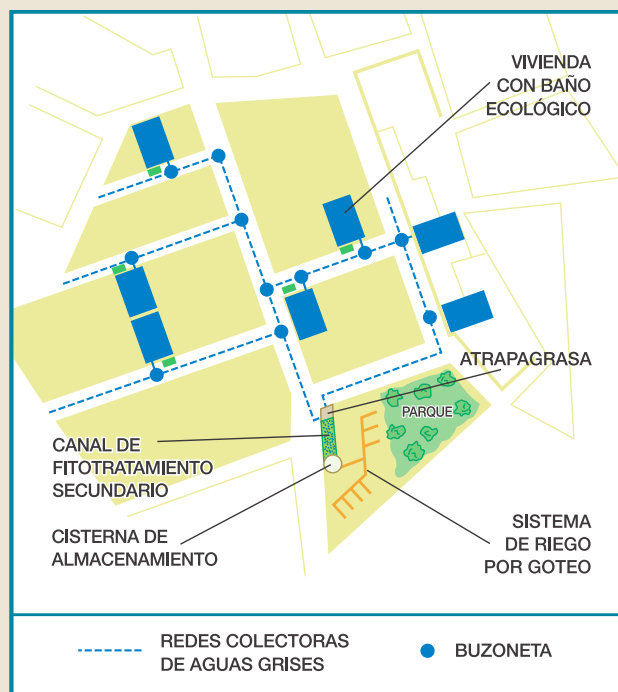 VIVIENDA
CON BAÑO
ECOLÓGICO
ATRAPAGRASA
PARQUE
CANAL DE
FITOTRATAMIENTO
SECUNDARIO
CISTERNA DE
ALMACENAMIENTO
SISTEMA
DE RIEGO
POR GOTEO
REDES COLECTORAS
DE AGUAS GRISES
BUZONETA